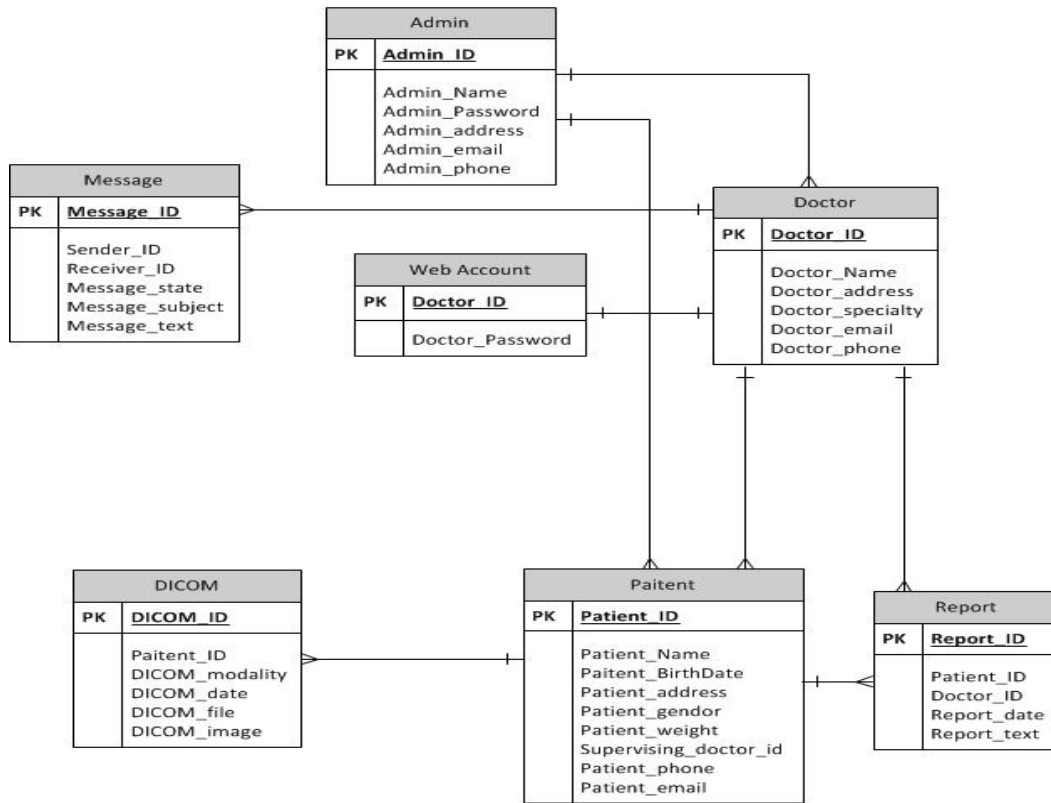 Admin
PK Admin_ID
Admin_Name
Admin_Password
Admin_address
Admin_email
Admin_phone
Message
PK Message_ID
Sender_ID
Receiver_ID
Message_state
Message_subject
Message_text
Doctor
PK Doctor_ID
Doctor_Name
Doctor_address
Doctor_specialty
Doctor_email
Doctor_phone
Web Account
PK Doctor_ID
Doctor_Password
DICOM
PK DICOM_ID
Paitent_ID
DICOM_modality
DICOM_date
DICOM_file
DICOM_image
Paitent
PK Patient_ID
Patient_Name
Paitent_BirthDate
Patient_address
Patient_gendor
Patient_weight
Supervising_doctor_id
Patient_phone
Patient_email
Report
PK Report_ID
Patient_ID
Doctor_ID
Report_date
Report_text